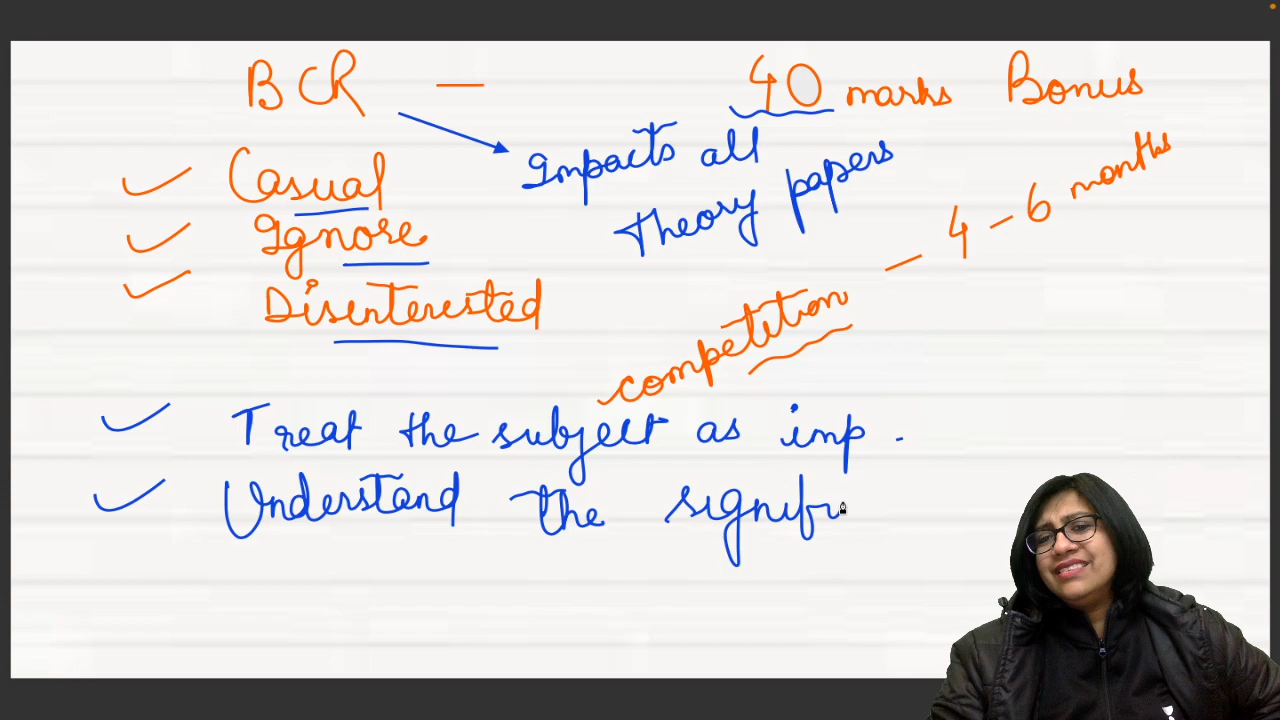 BCR — 40 marks Bonus
Impacts all
theory papers
Casual
Ignore
Disinterested
competition – 4 – 6 months
Treat the subject as imp.
Understand the signifi